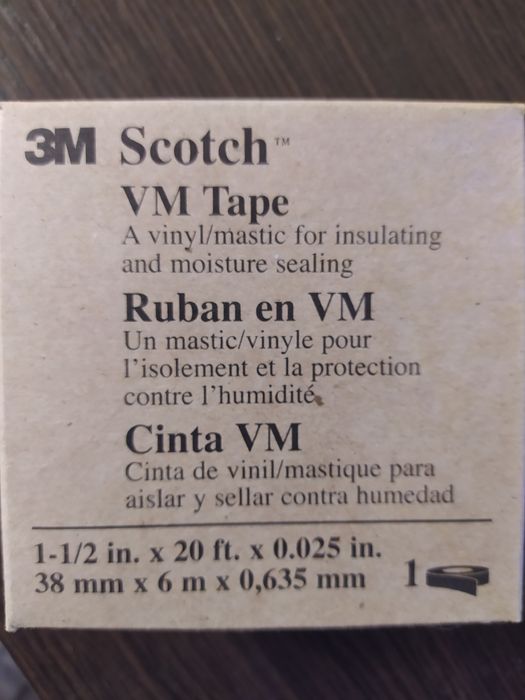 3M Scotch™
VM Tape
A vinyl/mastic for insulating
and moisture sealing
Ruban en VM
Un mastic/vinyle pour
l'isolement et la protection
contre l'humidité.
Cinta VM
Cinta de vinil/mastique para
aislar y sellar contra humedad
1-1/2 in. x 20 ft. x 0.025 in.
38 mm x 6 m x 0,635 mm 1